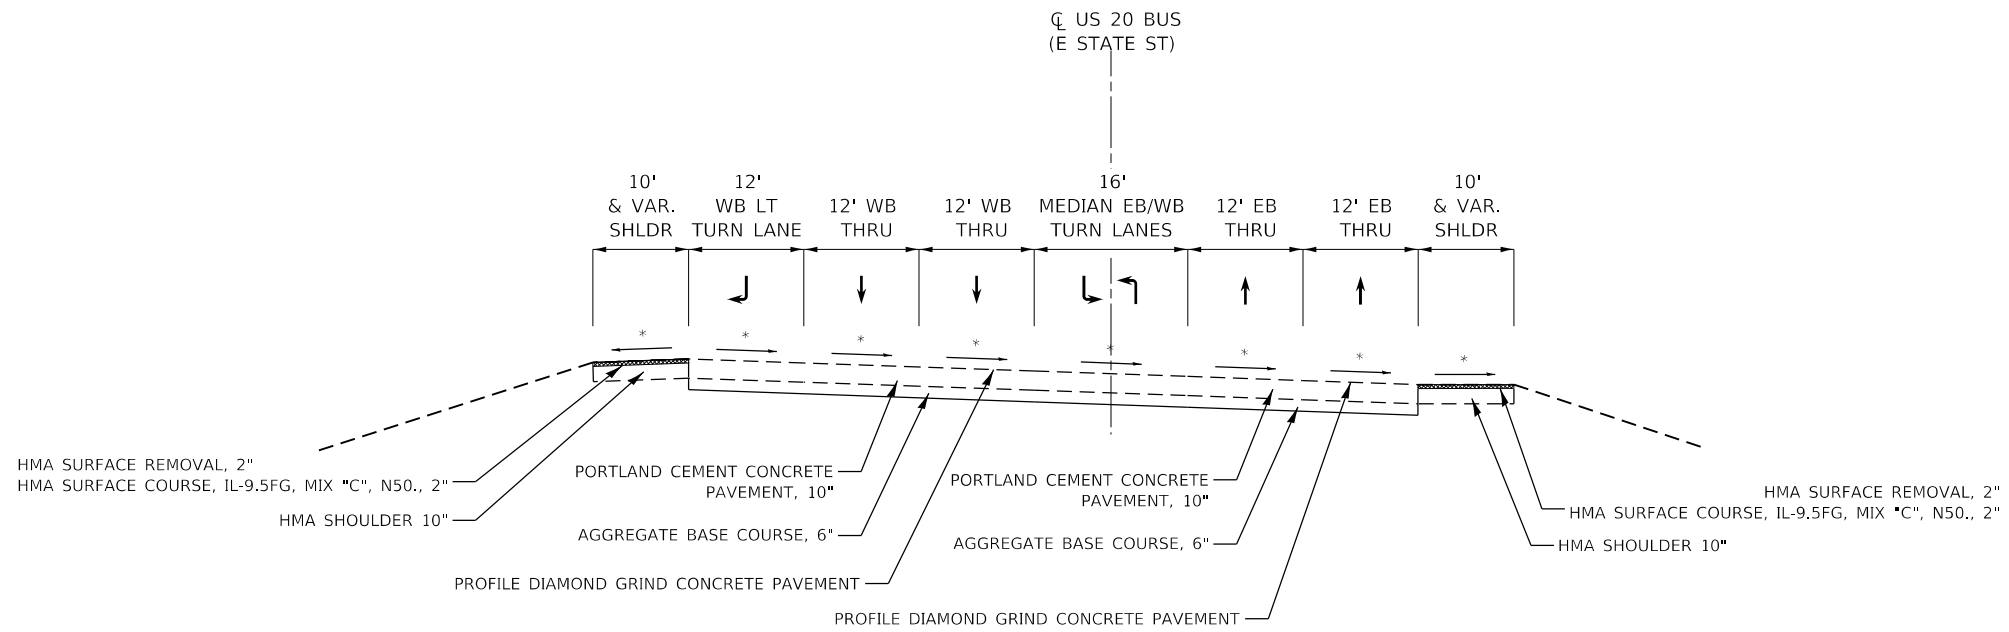 ℄ US 20 BUS
(E STATE ST)
10'
& VAR.
SHLDR
12'
WB LT
TURN LANE
12' WB
THRU
12' WB
THRU
16'
MEDIAN EB/WB
TURN LANES
12' EB
THRU
12' EB
THRU
10'
& VAR.
SHLDR
* * * * * * * *
HMA SURFACE REMOVAL, 2"
HMA SURFACE COURSE, IL-9.5FG, MIX "C", N50., 2"
HMA SHOULDER 10"
PORTLAND CEMENT CONCRETE
PAVEMENT, 10"
AGGREGATE BASE COURSE, 6"
PROFILE DIAMOND GRIND CONCRETE PAVEMENT
PORTLAND CEMENT CONCRETE
PAVEMENT, 10"
AGGREGATE BASE COURSE, 6"
PROFILE DIAMOND GRIND CONCRETE PAVEMENT
HMA SURFACE REMOVAL, 2"
HMA SURFACE COURSE, IL-9.5FG, MIX "C", N50., 2"
HMA SHOULDER 10"